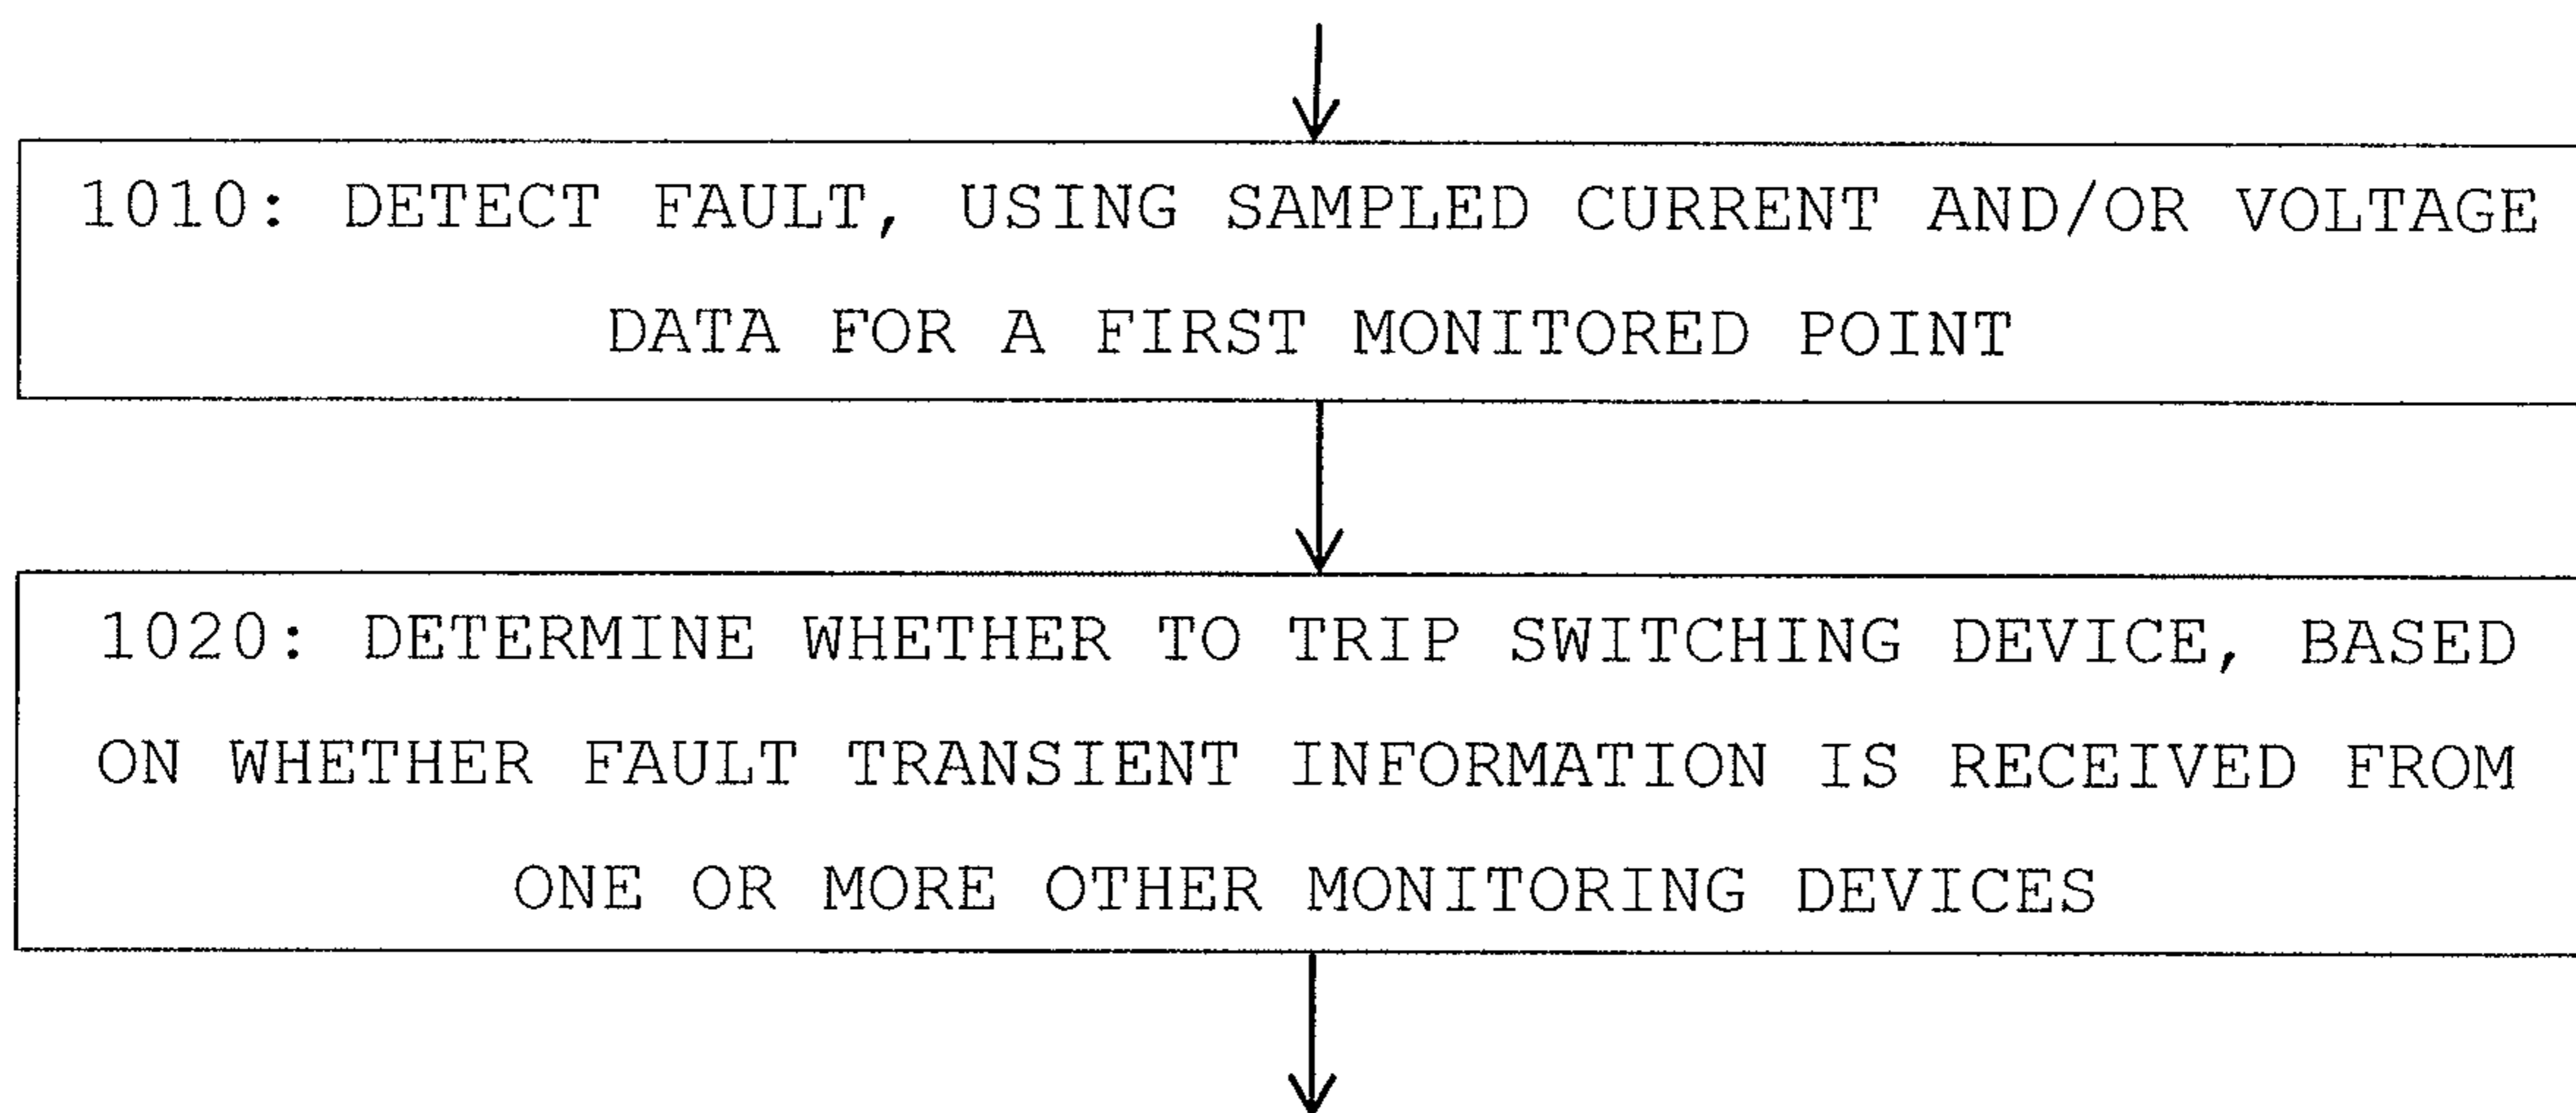 1010: DETECT FAULT, USING SAMPLED CURRENT AND/OR VOLTAGE
DATA FOR A FIRST MONITORED POINT
1020: DETERMINE WHETHER TO TRIP SWITCHING DEVICE, BASED
ON WHETHER FAULT TRANSIENT INFORMATION IS RECEIVED FROM
ONE OR MORE OTHER MONITORING DEVICES